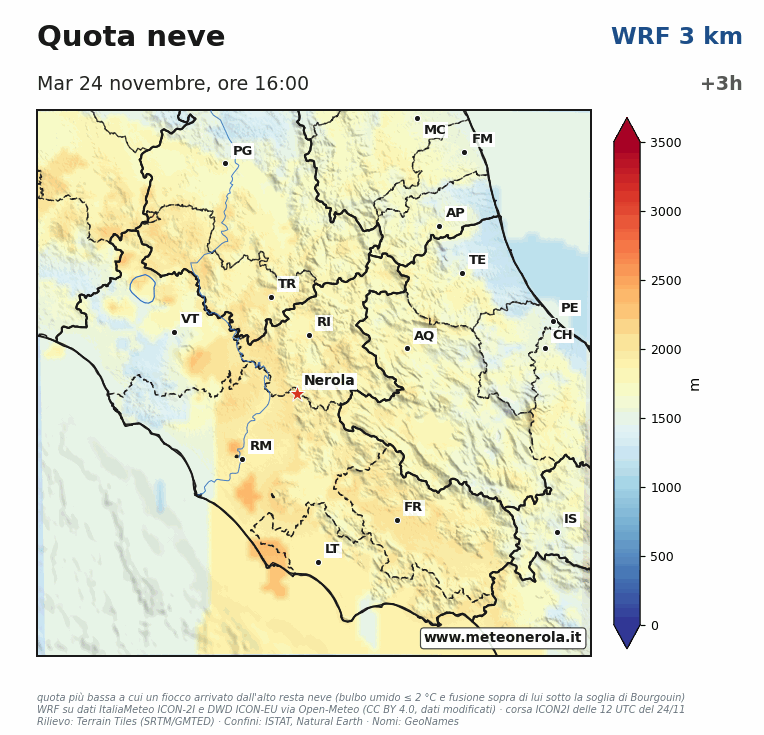 Quota neve
WRF 3 km
Mar 24 novembre, ore 16:00
+3h
MC
FM
PG
AP
TE
TR
PE
VT
RI
AQ
CH
Nerola
RM
FR
IS
LT
www.meteonerola.it
3500
3000
2500
2000
1500
1000
500
0
m
quota più bassa a cui un fiocco arrivato dall'alto resta neve (bulbo umido ≤ 2 °C e fusione sopra di lui sotto la soglia di Bourgouin)
WRF su dati ItaliaMeteo ICON-2I e DWD ICON-EU via Open-Meteo (CC BY 4.0, dati modificati) · corsa ICON2I delle 12 UTC del 24/11
Rilievo: Terrain Tiles (SRTM/GMTED) · Confini: ISTAT, Natural Earth · Nomi: GeoNames